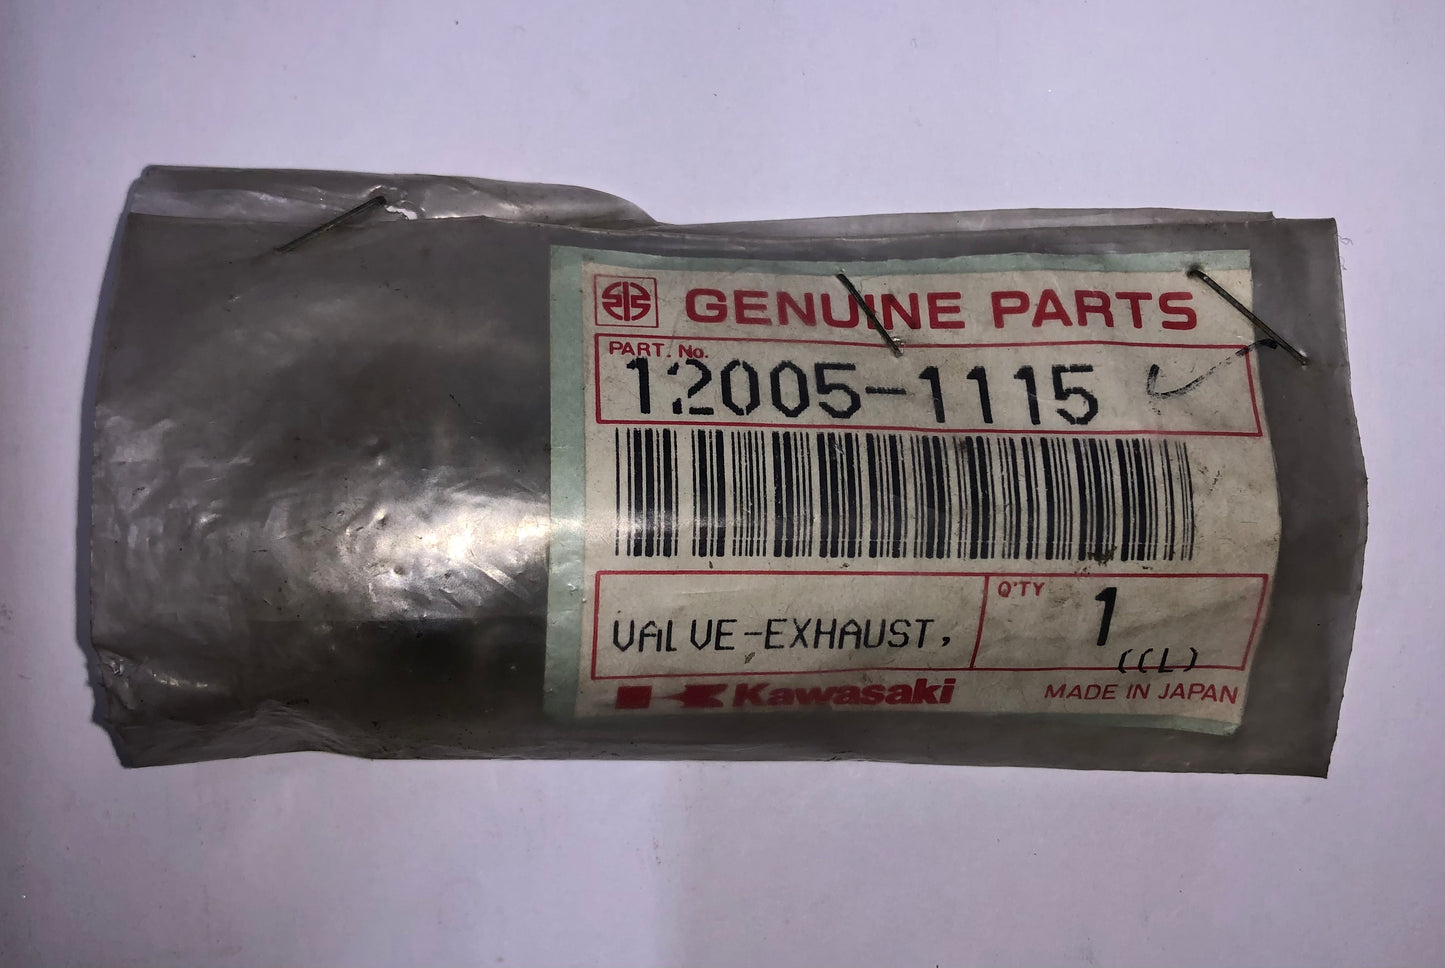 GENUINE PARTS
PART. No.
12005-1115
VALVE-EXHAUST,
Q'TY
1
((L)
Kawasaki
MADE IN JAPAN